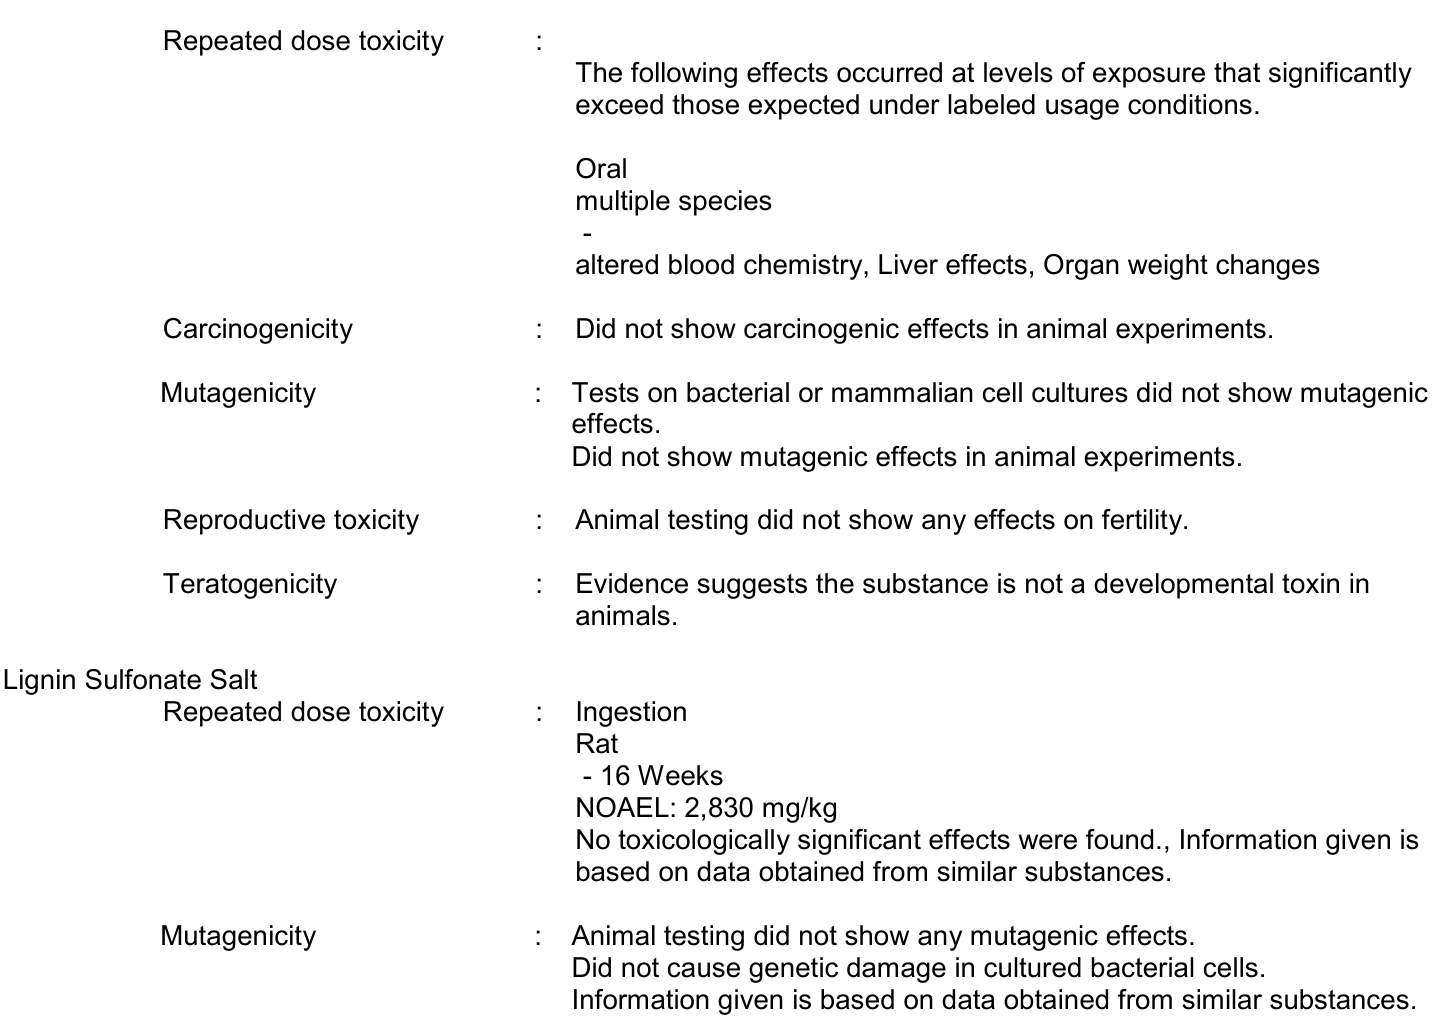 Repeated dose toxicity :
The following effects occurred at levels of exposure that significantly
exceed those expected under labeled usage conditions.
Oral
multiple species
-
altered blood chemistry, Liver effects, Organ weight changes
Carcinogenicity : Did not show carcinogenic effects in animal experiments.
Mutagenicity : Tests on bacterial or mammalian cell cultures did not show mutagenic
effects.
Did not show mutagenic effects in animal experiments.
Reproductive toxicity : Animal testing did not show any effects on fertility.
Teratogenicity : Evidence suggests the substance is not a developmental toxin in
animals.
Lignin Sulfonate Salt
Repeated dose toxicity : Ingestion
Rat
- 16 Weeks
NOAEL: 2,830 mg/kg
No toxicologically significant effects were found., Information given is
based on data obtained from similar substances.
Mutagenicity : Animal testing did not show any mutagenic effects.
Did not cause genetic damage in cultured bacterial cells.
Information given is based on data obtained from similar substances.